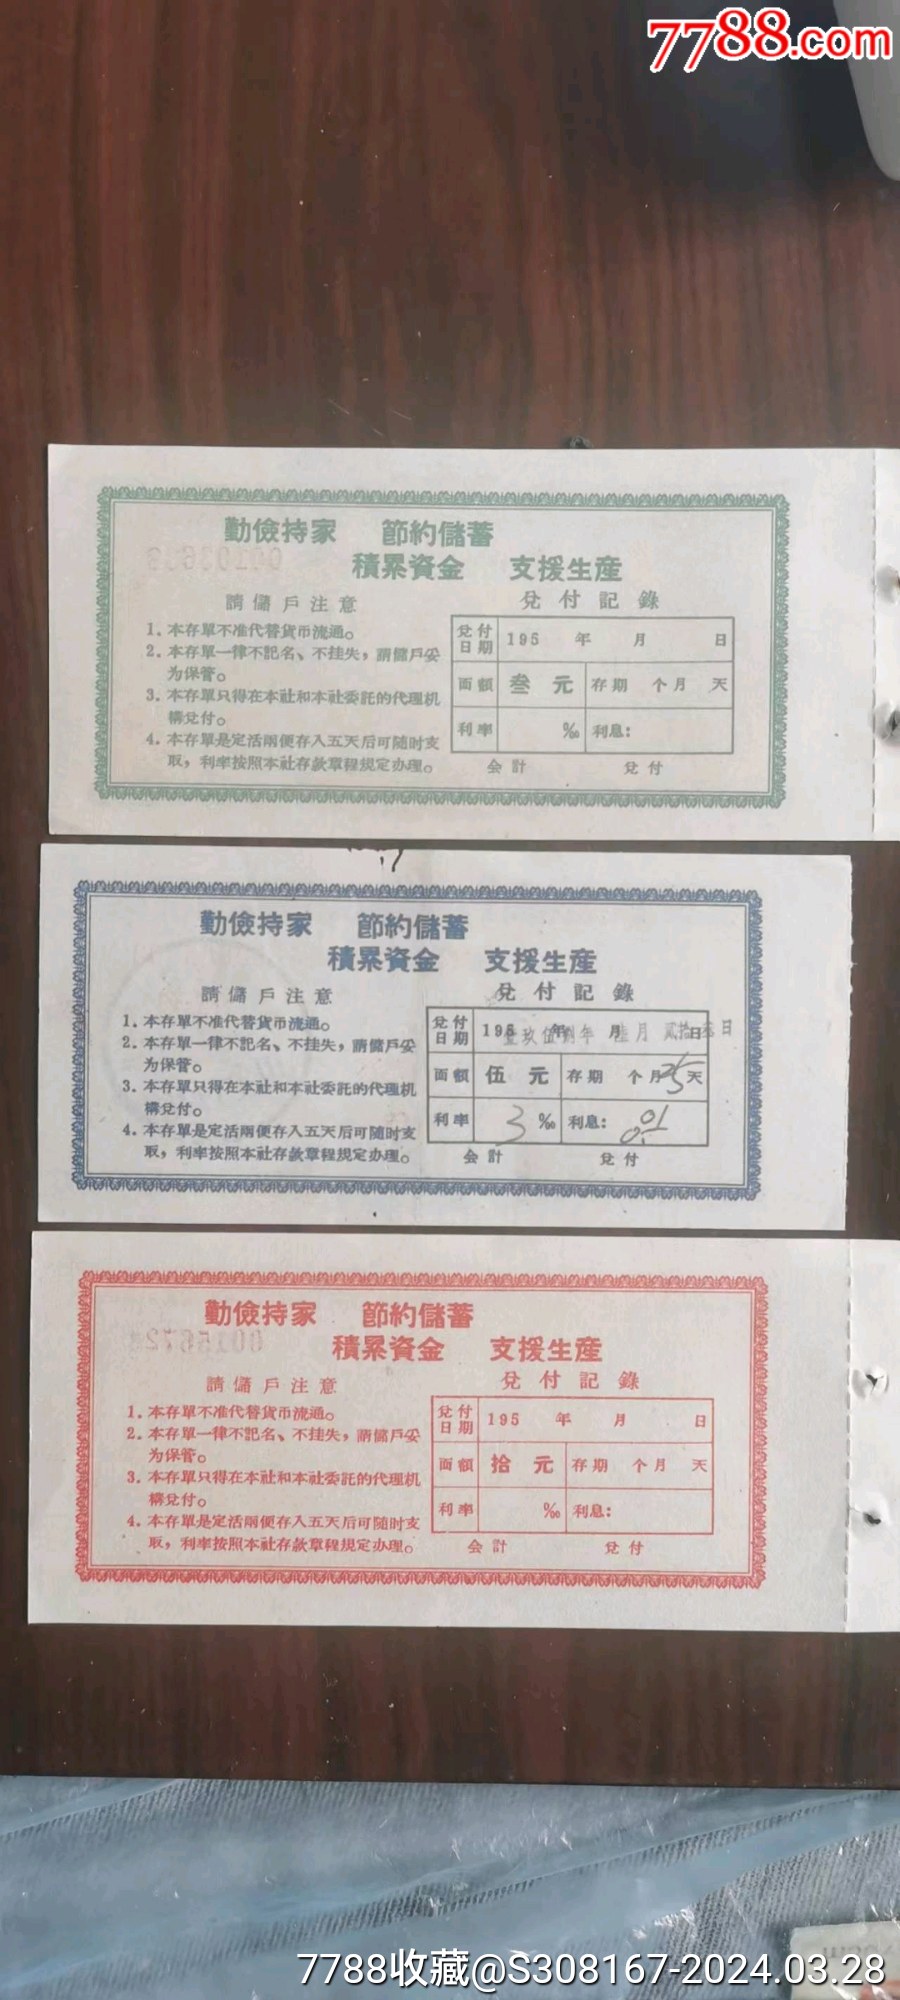 7788.com
勤儉持家 節約儲蓄
積累資金 支援生産
請儲戶注意
1. 本存單不准代替貨币流通。
2. 本存單一律不記名、不挂失，請儲戶妥
为保管。
3. 本存單只得在本社和本社委託的代理机
構兌付。
4. 本存單是定活兩便存入五天后可随时支
取，利率按照本社存款章程規定办理。
兌付記錄
兌付日期 195 年 月 日
面額 叁元 存期 个月 天
利率 ‰ 利息：
会計 兌付
勤儉持家 節約儲蓄
積累資金 支援生産
請儲戶注意
1. 本存單不准代替貨币流通。
2. 本存單一律不記名、不挂失，請儲戶妥
为保管。
3. 本存單只得在本社和本社委託的代理机
構兌付。
4. 本存單是定活兩便存入五天后可随时支
取，利率按照本社存款章程規定办理。
兌付記錄
兌付日期 195 年 月 日
面額 伍元 存期 个月 25 天
利率 3 ‰ 利息：
会計 兌付
勤儉持家 節約儲蓄
積累資金 支援生産
請儲戶注意
1. 本存單不准代替貨币流通。
2. 本存單一律不記名、不挂失，請儲戶妥
为保管。
3. 本存單只得在本社和本社委託的代理机
構兌付。
4. 本存單是定活兩便存入五天后可随时支
取，利率按照本社存款章程規定办理。
兌付記錄
兌付日期 195 年 月 日
面額 拾元 存期 个月 天
利率 ‰ 利息：
会計 兌付
7788收藏@S308167-2024.03.28